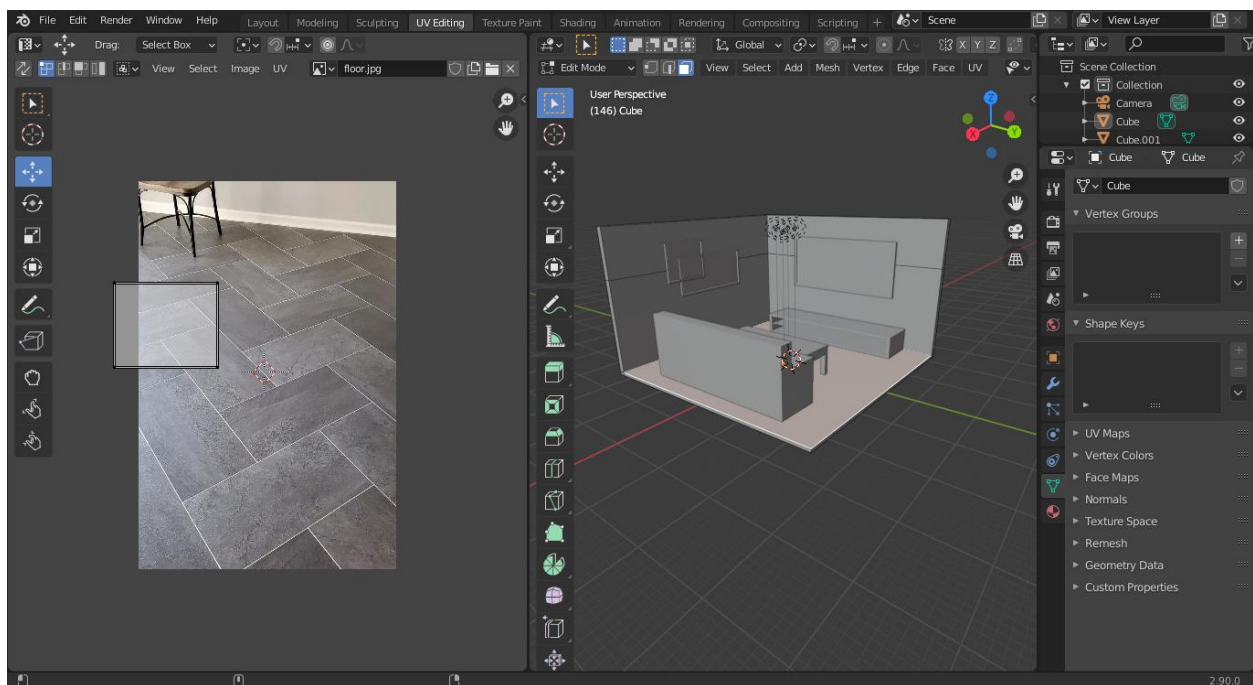 File Edit Render Window Help Layout Modeling Sculpting UV Editing Texture Paint Shading Animation Rendering Compositing Scripting + Scene View Layer
Drag: Select Box Global X Y Z
View Select Image UV floor.jpg Edit Mode View Select Add Mesh Vertex Edge Face UV
Scene Collection
Collection
Camera
Cube
Cube.001
User Perspective
(146) Cube
Z
X
Y
Cube Cube
Cube
Vertex Groups
Shape Keys
UV Maps
Vertex Colors
Face Maps
Normals
Texture Space
Remesh
Geometry Data
Custom Properties
2.90.0